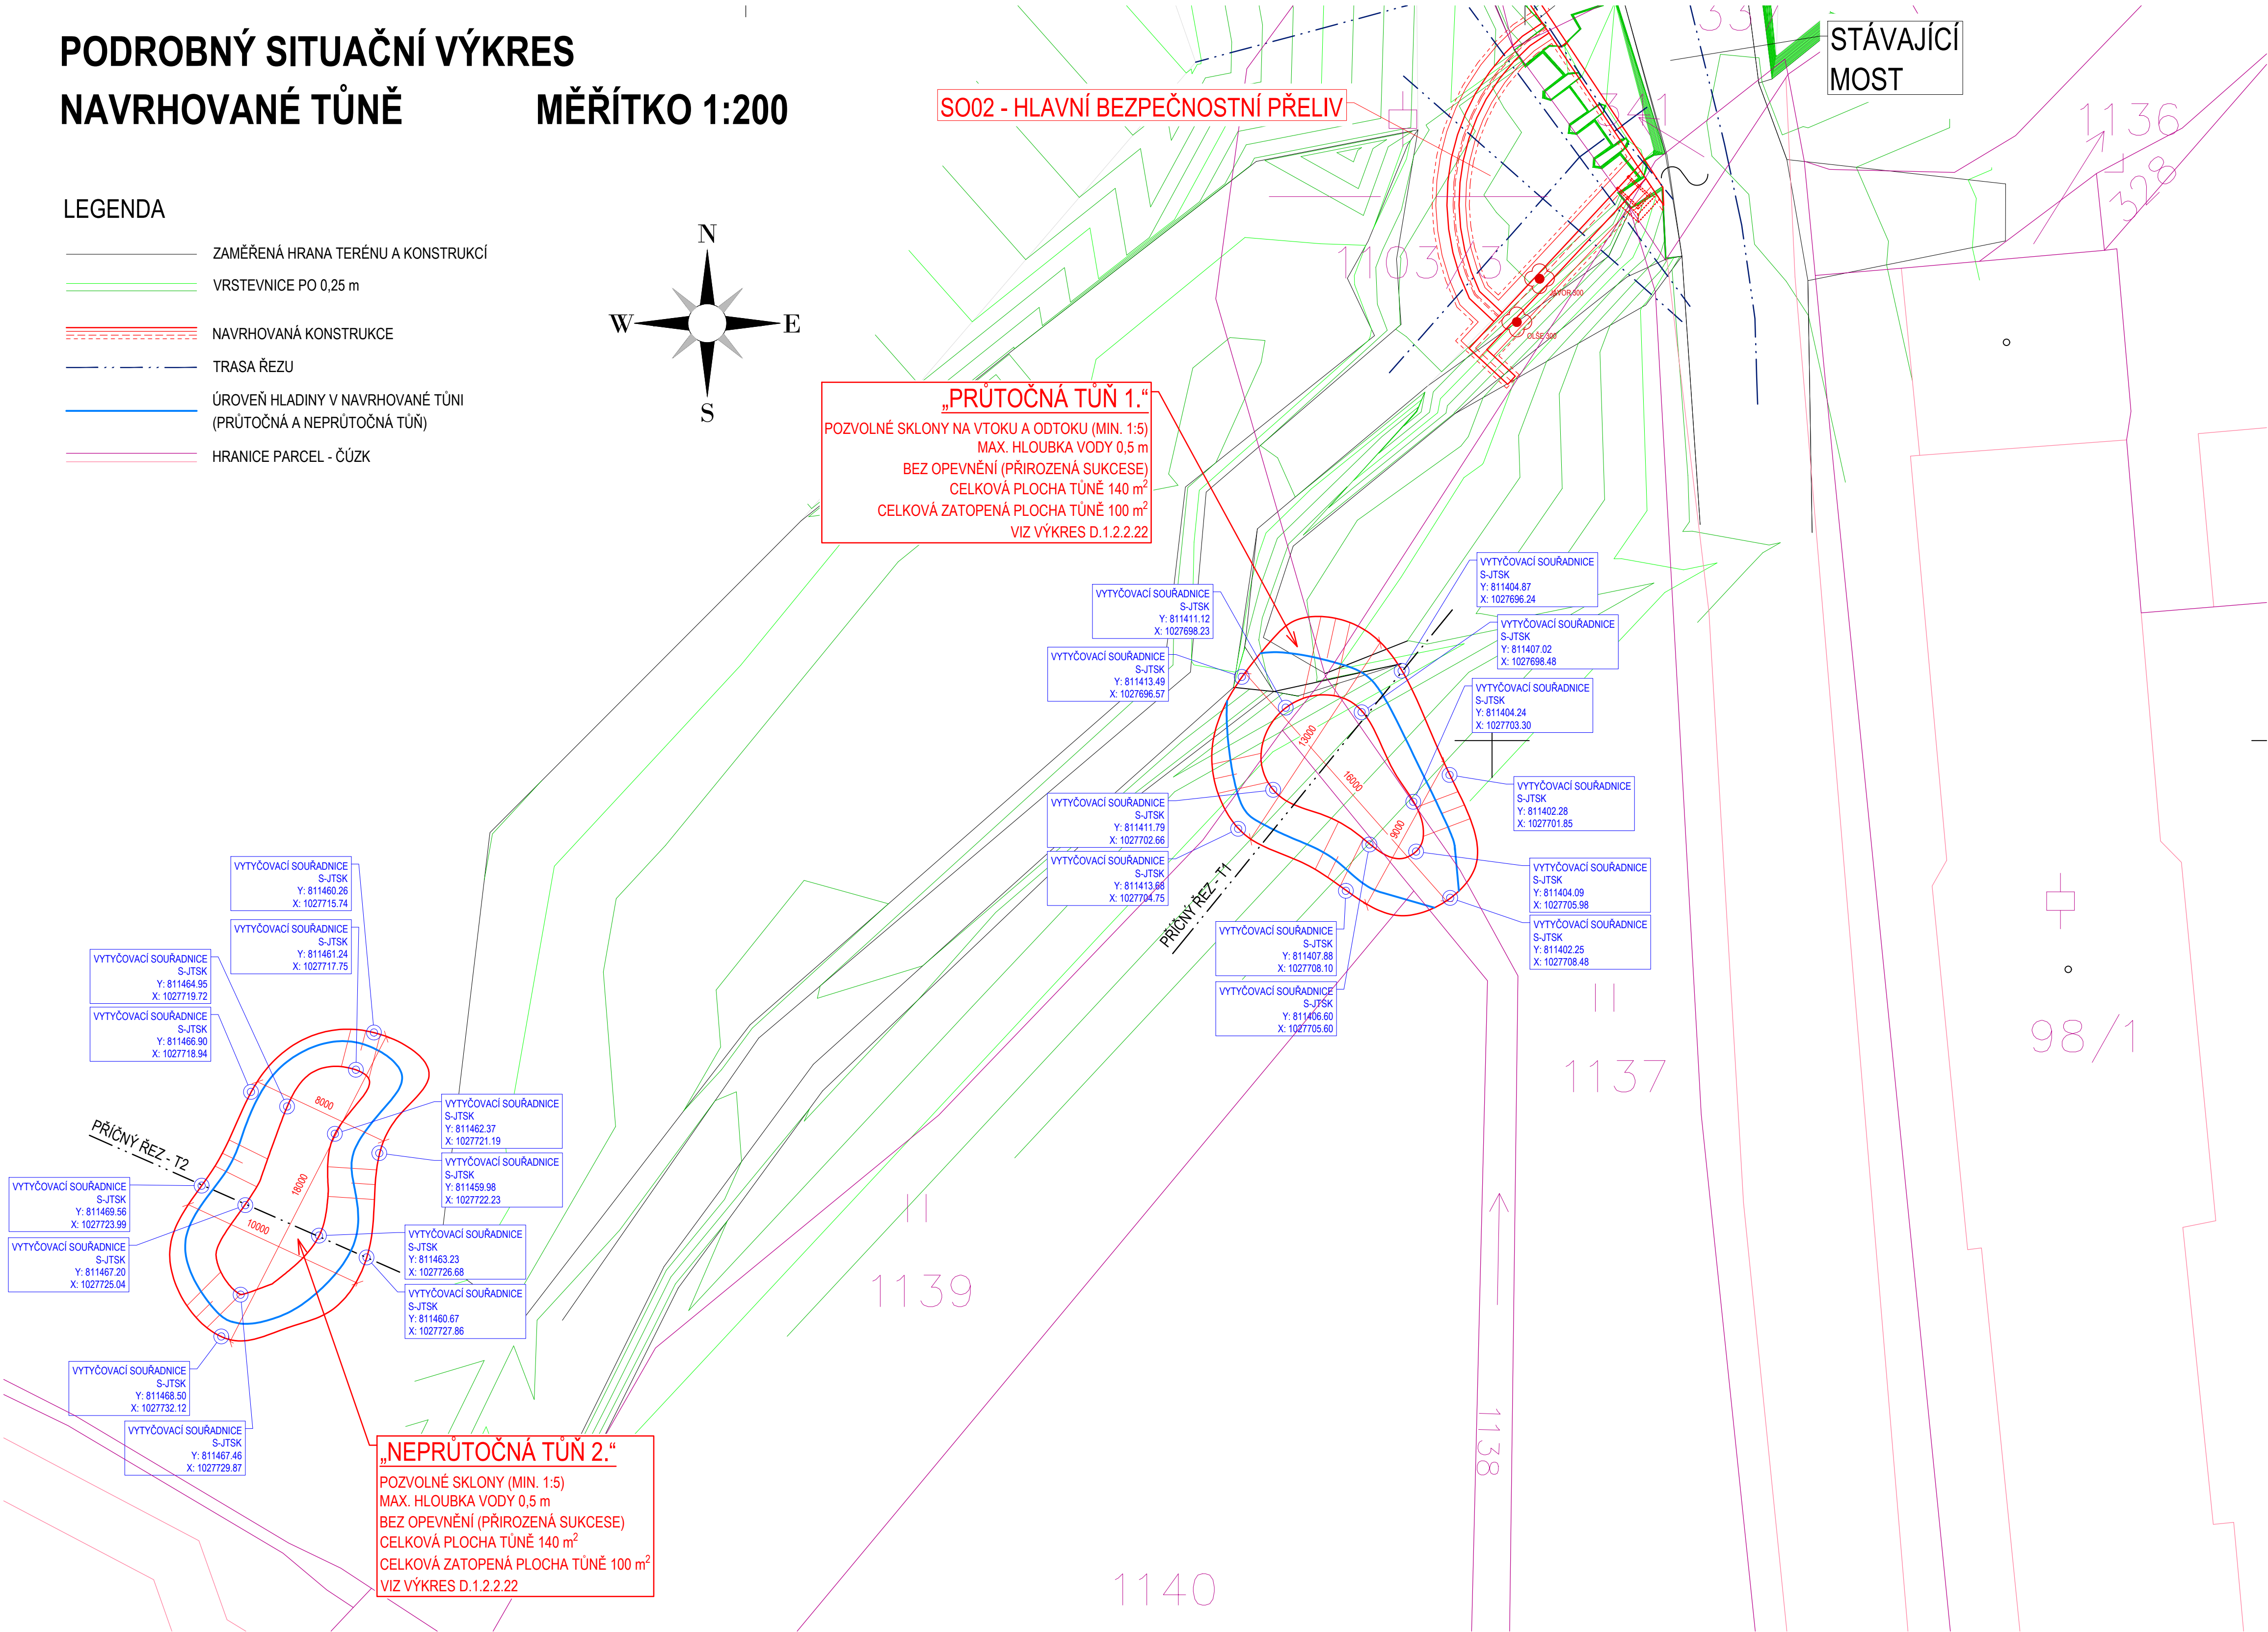 PODROBNÝ SITUAČNÍ VÝKRES
NAVRHOVANÉ TŮNĚ MĚŘÍTKO 1:200
LEGENDA
ZAMĚŘENÁ HRANA TERÉNU A KONSTRUKCÍ
VRSTEVNICE PO 0,25 m
NAVRHOVANÁ KONSTRUKCE
TRASA ŘEZU
ÚROVEŇ HLADINY V NAVRHOVANÉ TŮNI
(PRŮTOČNÁ A NEPRŮTOČNÁ TŮŇ)
HRANICE PARCEL - ČÚZK
N
W E
S
SO02 - HLAVNÍ BEZPEČNOSTNÍ PŘELIV
STÁVAJÍCÍ
MOST
33
341
1136
328
1103
3
JAVOR 300
OLŠE 300
„PRŮTOČNÁ TŮŇ 1.“
POZVOLNÉ SKLONY NA VTOKU A ODTOKU (MIN. 1:5)
MAX. HLOUBKA VODY 0,5 m
BEZ OPEVNĚNÍ (PŘIROZENÁ SUKCESE)
CELKOVÁ PLOCHA TŮNĚ 140 m²
CELKOVÁ ZATOPENÁ PLOCHA TŮNĚ 100 m²
VIZ VÝKRES D.1.2.2.22
VYTYČOVACÍ SOUŘADNICE
S-JTSK
Y: 811411.12
X: 1027698.23
VYTYČOVACÍ SOUŘADNICE
S-JTSK
Y: 811413.49
X: 1027696.57
VYTYČOVACÍ SOUŘADNICE
S-JTSK
Y: 811404.87
X: 1027696.24
VYTYČOVACÍ SOUŘADNICE
S-JTSK
Y: 811407.02
X: 1027698.48
VYTYČOVACÍ SOUŘADNICE
S-JTSK
Y: 811404.24
X: 1027703.30
VYTYČOVACÍ SOUŘADNICE
S-JTSK
Y: 811402.28
X: 1027701.85
VYTYČOVACÍ SOUŘADNICE
S-JTSK
Y: 811411.79
X: 1027702.66
VYTYČOVACÍ SOUŘADNICE
S-JTSK
Y: 811413.68
X: 1027704.75
VYTYČOVACÍ SOUŘADNICE
S-JTSK
Y: 811404.09
X: 1027705.98
VYTYČOVACÍ SOUŘADNICE
S-JTSK
Y: 811402.25
X: 1027708.48
VYTYČOVACÍ SOUŘADNICE
S-JTSK
Y: 811407.88
X: 1027708.10
VYTYČOVACÍ SOUŘADNICE
S-JTSK
Y: 811406.60
X: 1027705.60
13000
16000
9000
PŘÍČNÝ ŘEZ - T1
VYTYČOVACÍ SOUŘADNICE
S-JTSK
Y: 811460.26
X: 1027715.74
VYTYČOVACÍ SOUŘADNICE
S-JTSK
Y: 811461.24
X: 1027717.75
VYTYČOVACÍ SOUŘADNICE
S-JTSK
Y: 811464.95
X: 1027719.72
VYTYČOVACÍ SOUŘADNICE
S-JTSK
Y: 811466.90
X: 1027718.94
VYTYČOVACÍ SOUŘADNICE
S-JTSK
Y: 811462.37
X: 1027721.19
VYTYČOVACÍ SOUŘADNICE
S-JTSK
Y: 811459.98
X: 1027722.23
PŘÍČNÝ ŘEZ - T2
8000
18000
10000
VYTYČOVACÍ SOUŘADNICE
S-JTSK
Y: 811469.56
X: 1027723.99
VYTYČOVACÍ SOUŘADNICE
S-JTSK
Y: 811467.20
X: 1027725.04
VYTYČOVACÍ SOUŘADNICE
S-JTSK
Y: 811463.23
X: 1027726.68
VYTYČOVACÍ SOUŘADNICE
S-JTSK
Y: 811460.67
X: 1027727.86
VYTYČOVACÍ SOUŘADNICE
S-JTSK
Y: 811468.50
X: 1027732.12
VYTYČOVACÍ SOUŘADNICE
S-JTSK
Y: 811467.46
X: 1027729.87
„NEPRŮTOČNÁ TŮŇ 2.“
POZVOLNÉ SKLONY (MIN. 1:5)
MAX. HLOUBKA VODY 0,5 m
BEZ OPEVNĚNÍ (PŘIROZENÁ SUKCESE)
CELKOVÁ PLOCHA TŮNĚ 140 m²
CELKOVÁ ZATOPENÁ PLOCHA TŮNĚ 100 m²
VIZ VÝKRES D.1.2.2.22
98/1
1137
1139
1138
1140